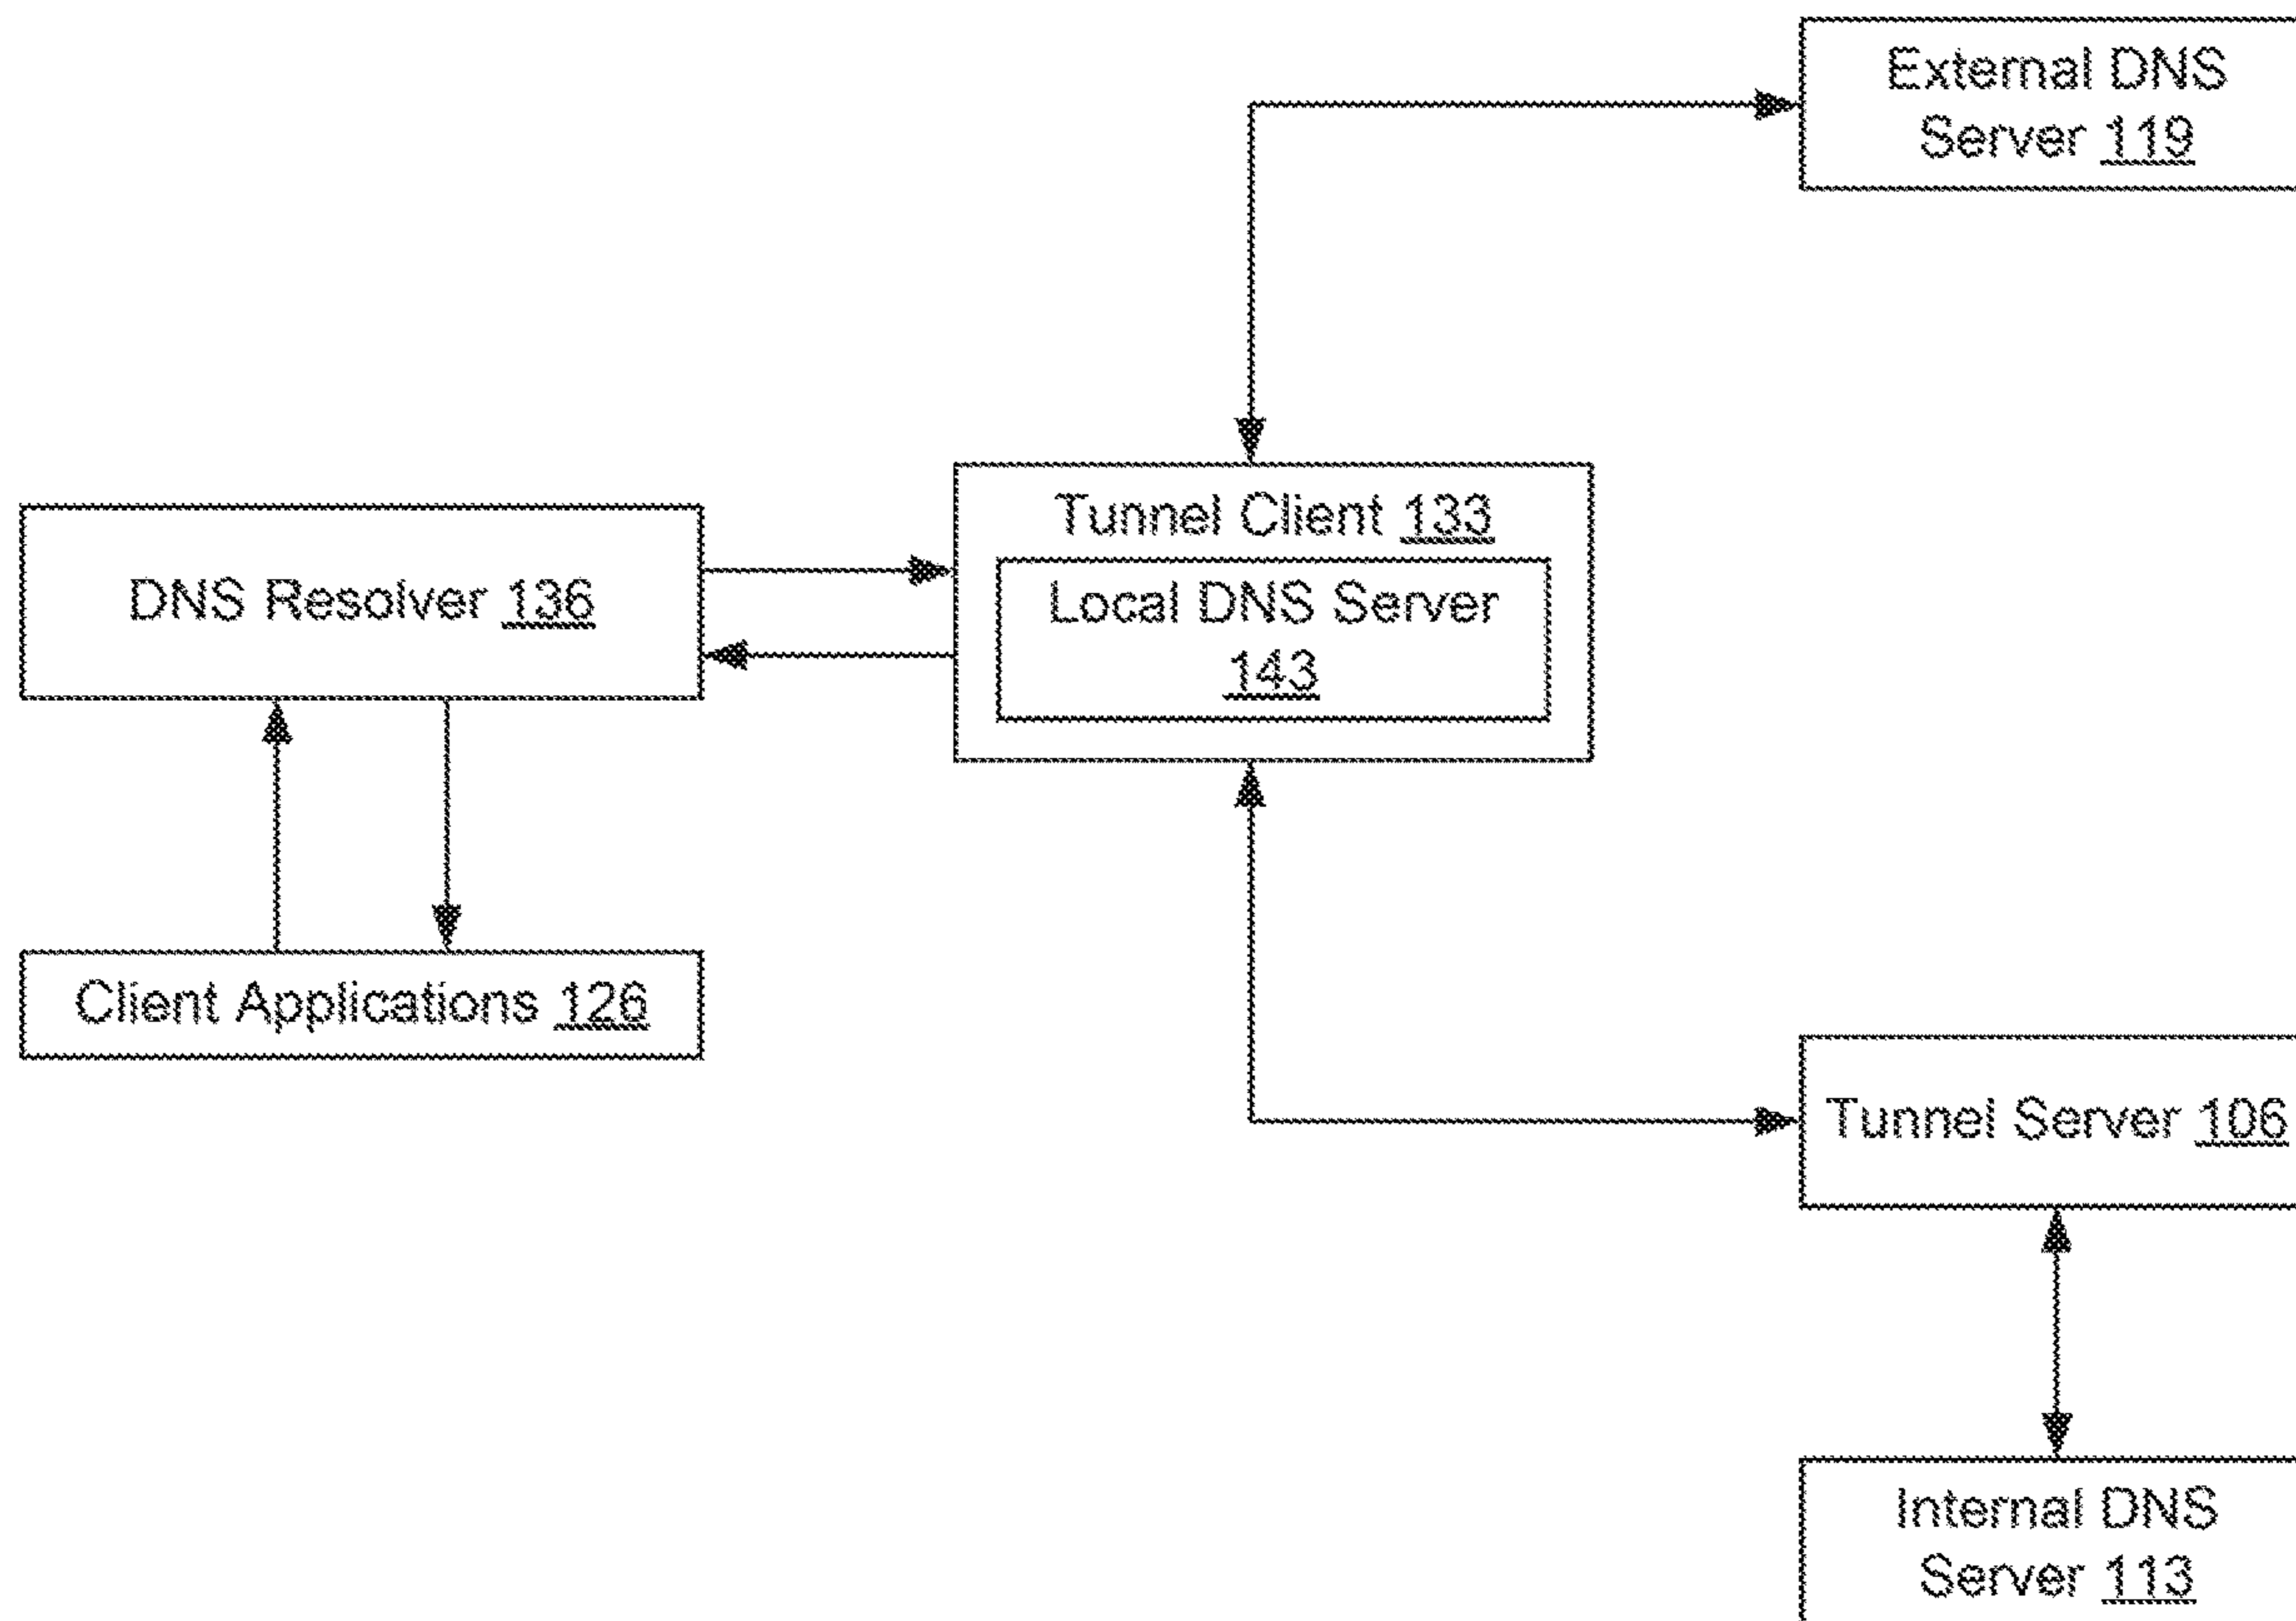 External DNS
Server 119
Tunnel Client 133
Local DNS Server
143
DNS Resolver 136
Client Applications 126
Tunnel Server 106
Internal DNS
Server 113